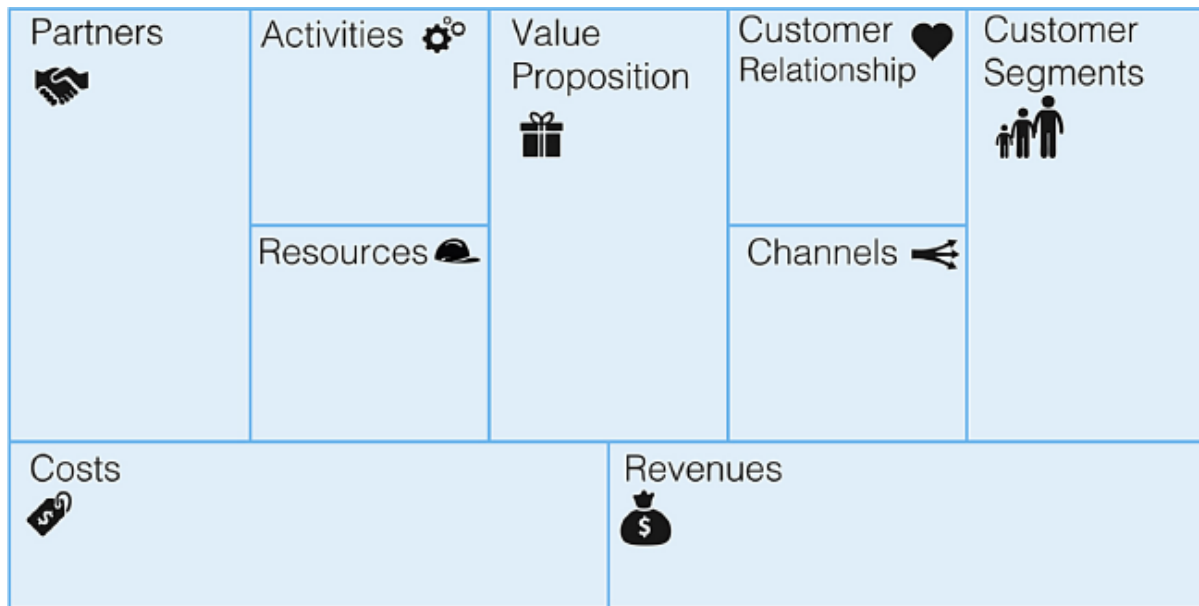 Partners
Activities
Value
Proposition
Customer
Relationship
Customer
Segments
Resources
Channels
Costs
$
Revenues
$